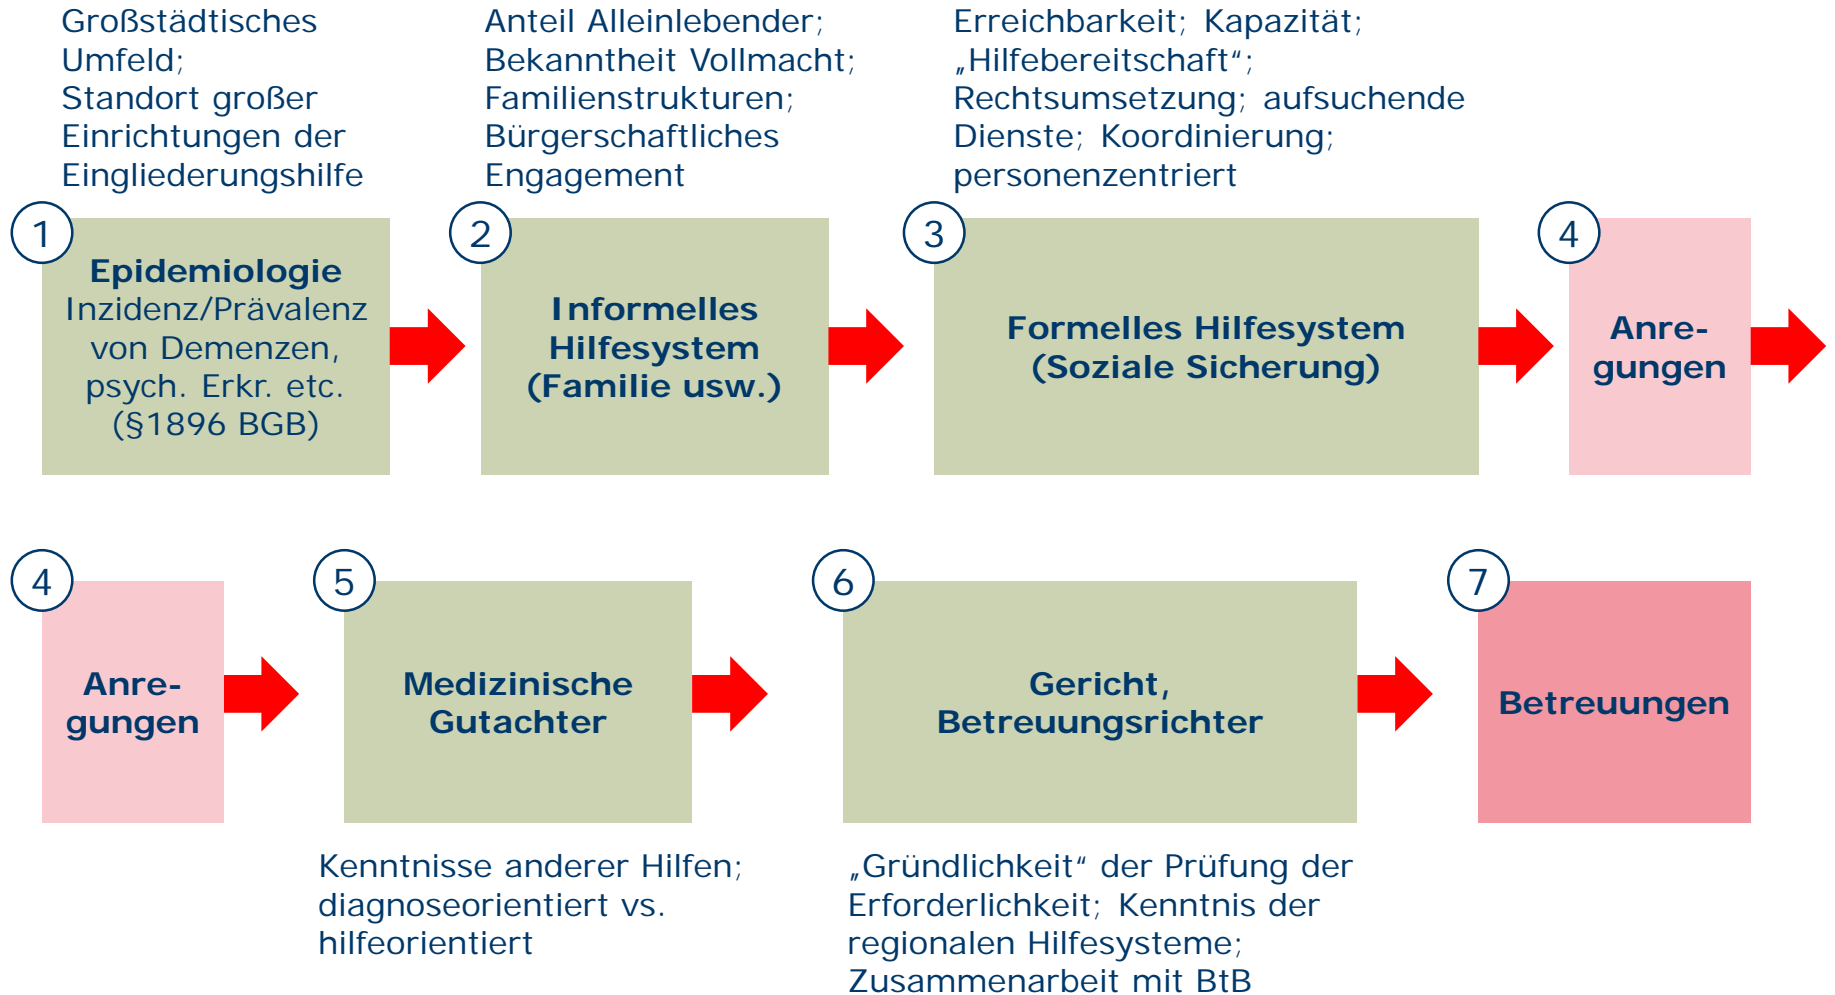 Großstädtisches
Umfeld;
Standort großer
Einrichtungen der
Eingliederungshilfe
Anteil Alleinlebender;
Bekanntheit Vollmacht;
Familienstrukturen;
Bürgerschaftliches
Engagement
Erreichbarkeit; Kapazität;
„Hilfebereitschaft“;
Rechtsumsetzung; aufsuchende
Dienste; Koordinierung;
personenzentriert
1
Epidemiologie
Inzidenz/Prävalenz
von Demenzen,
psych. Erkr. etc.
(§1896 BGB)
2
Informelles
Hilfesystem
(Familie usw.)
3
Formelles Hilfesystem
(Soziale Sicherung)
4
Anre-
gungen
4
Anre-
gungen
5
Medizinische
Gutachter
6
Gericht,
Betreuungsrichter
7
Betreuungen
Kenntnisse anderer Hilfen;
diagnoseorientiert vs.
hilfeorientiert
„Gründlichkeit“ der Prüfung der
Erforderlichkeit; Kenntnis der
regionalen Hilfesysteme;
Zusammenarbeit mit BtB